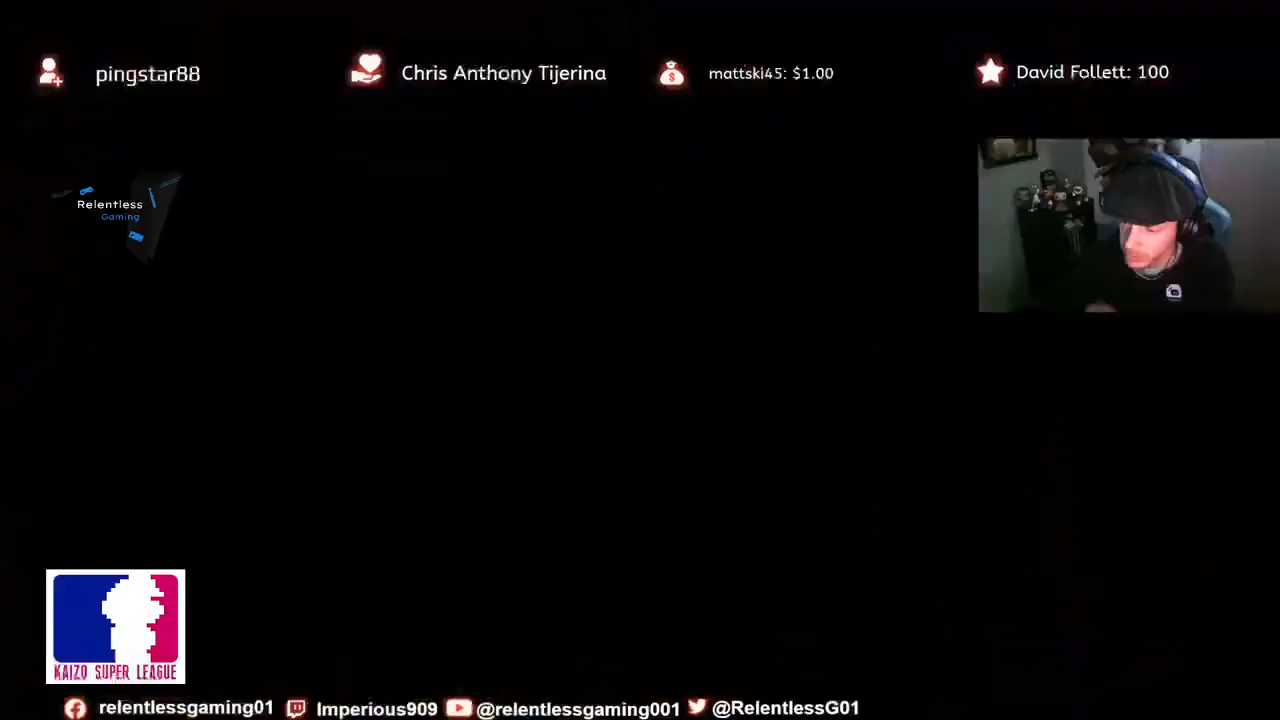 pingstar88
Chris Anthony Tijerina
mattski45: $1.00
David Follett: 100
Relentless
Gaming
KAIZO SUPER LEAGUE
relentlessgaming01
Imperious909
@relentlessgaming001
@RelentlessG01